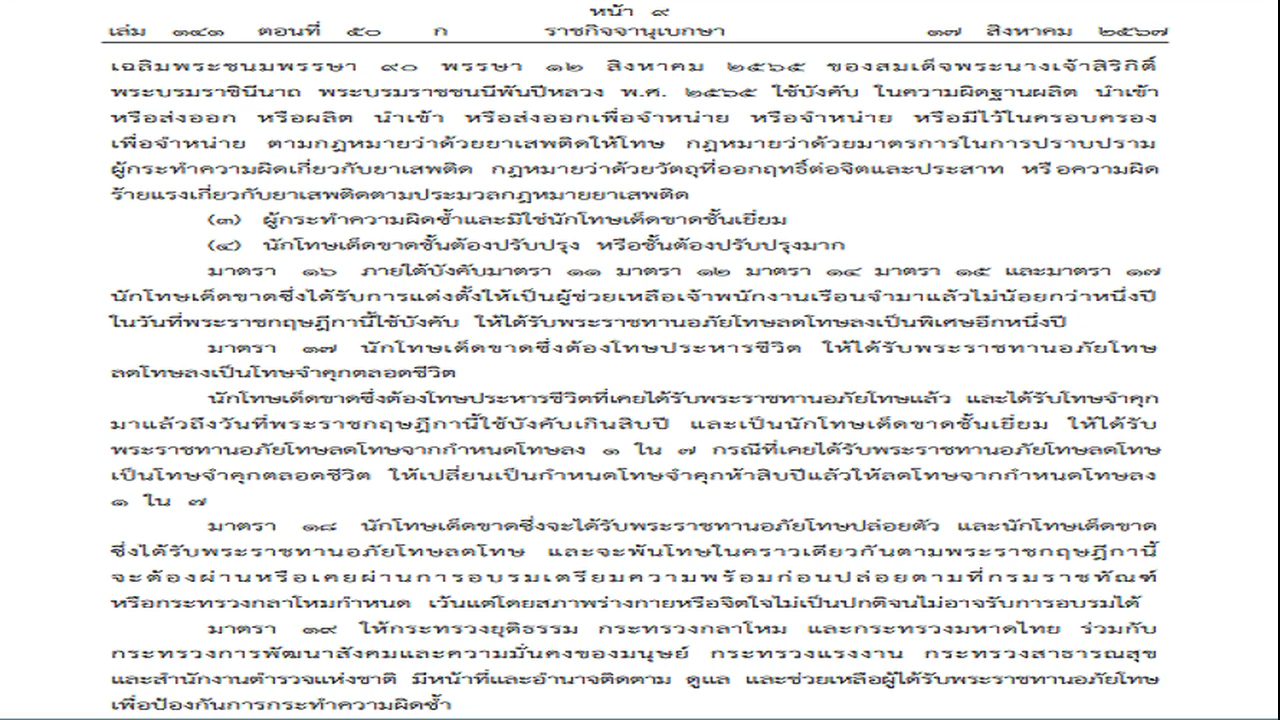 หน้า ๙
เล่ม ๑๔๑ ตอนที่ ๕๐ ก ราชกิจจานุเบกษา ๑๗ สิงหาคม ๒๕๖๗
เฉลิมพระชนมพรรษา ๙๐ พรรษา ๑๒ สิงหาคม ๒๕๖๕ ของสมเด็จพระนางเจ้าสิริกิติ์
พระบรมราชินีนาถ พระบรมราชชนนีพันปีหลวง พ.ศ. ๒๕๖๕ ใช้บังคับ ในความผิดฐานผลิต นำเข้า
หรือส่งออก หรือผลิต นำเข้า หรือส่งออกเพื่อจำหน่าย หรือจำหน่าย หรือมีไว้ในครอบครอง
เพื่อจำหน่าย ตามกฎหมายว่าด้วยยาเสพติดให้โทษ กฎหมายว่าด้วยมาตรการในการปราบปราม
ผู้กระทำความผิดเกี่ยวกับยาเสพติด กฎหมายว่าด้วยวัตถุที่ออกฤทธิ์ต่อจิตและประสาท หรือความผิด
ร้ายแรงเกี่ยวกับยาเสพติดตามประมวลกฎหมายยาเสพติด
(๓) ผู้กระทำความผิดซ้ำและมิใช่นักโทษเด็ดขาดชั้นเยี่ยม
(๔) นักโทษเด็ดขาดชั้นต้องปรับปรุง หรือชั้นต้องปรับปรุงมาก
มาตรา ๑๖ ภายใต้บังคับมาตรา ๑๑ มาตรา ๑๒ มาตรา ๑๔ มาตรา ๑๕ และมาตรา ๑๗
นักโทษเด็ดขาดซึ่งได้รับการแต่งตั้งให้เป็นผู้ช่วยเหลือเจ้าพนักงานเรือนจำมาแล้วไม่น้อยกว่าหนึ่งปี
ในวันที่พระราชกฤษฎีกานี้ใช้บังคับ ให้ได้รับพระราชทานอภัยโทษลดโทษลงเป็นพิเศษอีกหนึ่งปี
มาตรา ๑๗ นักโทษเด็ดขาดซึ่งต้องโทษประหารชีวิต ให้ได้รับพระราชทานอภัยโทษ
ลดโทษลงเป็นโทษจำคุกตลอดชีวิต
นักโทษเด็ดขาดซึ่งต้องโทษประหารชีวิตที่เคยได้รับพระราชทานอภัยโทษแล้ว และได้รับโทษจำคุก
มาแล้วถึงวันที่พระราชกฤษฎีกานี้ใช้บังคับเกินสิบปี และเป็นนักโทษเด็ดขาดชั้นเยี่ยม ให้ได้รับ
พระราชทานอภัยโทษลดโทษจากกำหนดโทษลง ๑ ใน ๗ กรณีที่เคยได้รับพระราชทานอภัยโทษลดโทษ
เป็นโทษจำคุกตลอดชีวิต ให้เปลี่ยนเป็นกำหนดโทษจำคุกห้าสิบปีแล้วให้ลดโทษจากกำหนดโทษลง
๑ ใน ๗
มาตรา ๑๘ นักโทษเด็ดขาดซึ่งจะได้รับพระราชทานอภัยโทษปล่อยตัว และนักโทษเด็ดขาด
ซึ่งได้รับพระราชทานอภัยโทษลดโทษ และจะพ้นโทษในคราวเดียวกันตามพระราชกฤษฎีกานี้
จะต้องผ่านหรือเคยผ่านการอบรมเตรียมความพร้อมก่อนปล่อยตามที่กรมราชทัณฑ์
หรือกระทรวงกลาโหมกำหนด เว้นแต่โดยสภาพร่างกายหรือจิตใจไม่เป็นปกติจนไม่อาจรับการอบรมได้
มาตรา ๑๙ ให้กระทรวงยุติธรรม กระทรวงกลาโหม และกระทรวงมหาดไทย ร่วมกับ
กระทรวงการพัฒนาสังคมและความมั่นคงของมนุษย์ กระทรวงแรงงาน กระทรวงสาธารณสุข
และสำนักงานตำรวจแห่งชาติ มีหน้าที่และอำนาจติดตาม ดูแล และช่วยเหลือผู้ได้รับพระราชทานอภัยโทษ
เพื่อป้องกันการกระทำความผิดซ้ำ